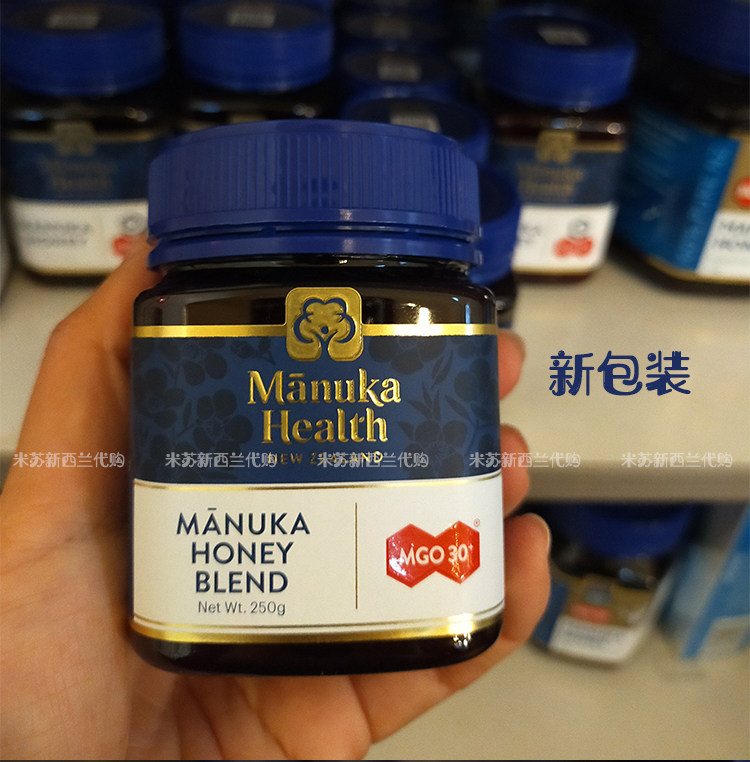 Mānuka
Health
NEW ZEALAND
MĀNUKA
HONEY
BLEND
Net Wt. 250g
MGO 30+
®
新包装
米苏新西兰代购 米苏新西兰代购 米苏新西兰代购 米苏新西兰代购